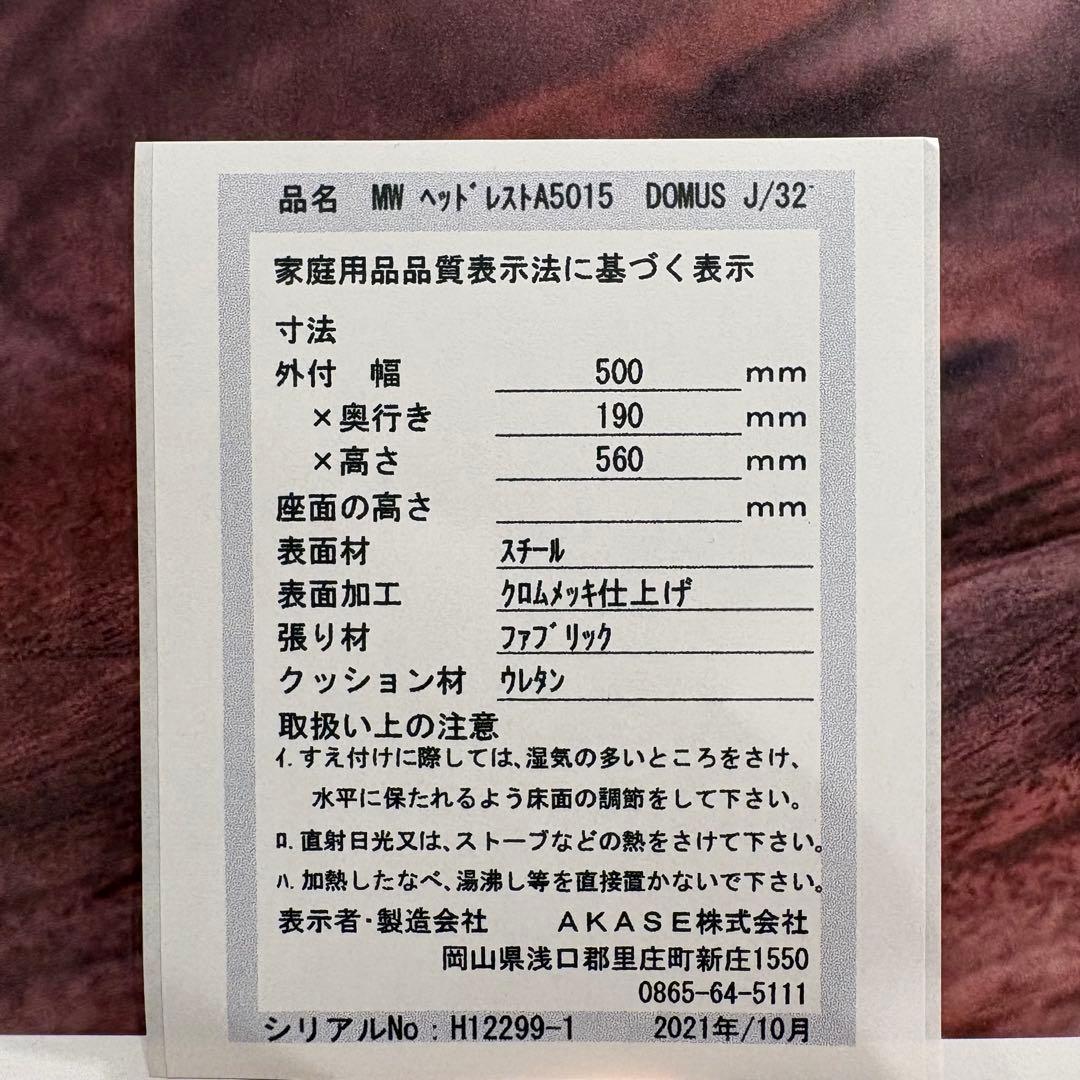 品名 MW ﾍｯﾄﾞﾚｽﾄA5015 DOMUS J/32
家庭用品品質表示法に基づく表示
寸法
外付 幅 500 mm
×奥行き 190 mm
×高さ 560 mm
座面の高さ mm
表面材 ｽﾁｰﾙ
表面加工 ｸﾛﾑﾒｯｷ仕上げ
張り材 ﾌｧﾌﾞﾘｯｸ
クッション材 ｳﾚﾀﾝ
取扱い上の注意
ｲ.すえ付けに際しては､湿気の多いところをさけ、
水平に保たれるよう床面の調節をして下さい。
ﾛ.直射日光又は､ストーブなどの熱をさけて下さい。
ﾊ.加熱したなべ､湯沸し等を直接置かないで下さい。
表示者･製造会社 ＡＫＡＳＥ株式会社
岡山県浅口郡里庄町新庄1550
0865-64-5111
シリアルNo：H12299-1 2021年/10月